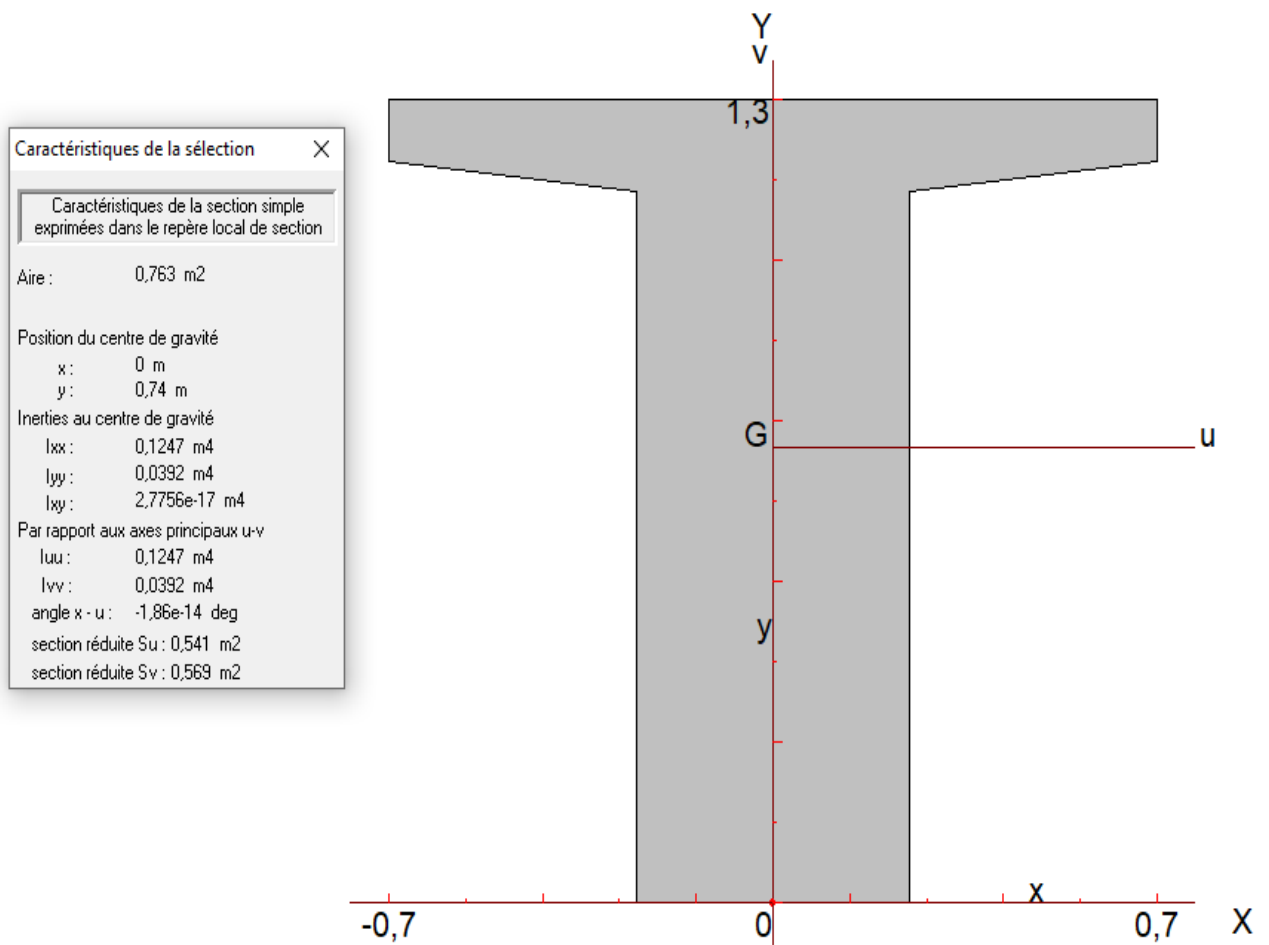 Caractéristiques de la sélection
Caractéristiques de la section simple
exprimées dans le repère local de section
Aire : 0,763 m2
Position du centre de gravité
x : 0 m
y : 0,74 m
Inerties au centre de gravité
Ixx : 0,1247 m4
Iyy : 0,0392 m4
Ixy : 2,7756e-17 m4
Par rapport aux axes principaux u-v
Iuu : 0,1247 m4
Ivv : 0,0392 m4
angle x - u : -1,86e-14 deg
section réduite Su : 0,541 m2
section réduite Sv : 0,569 m2
Y
v
1,3
G
u
y
x
-0,7
0
0,7
X